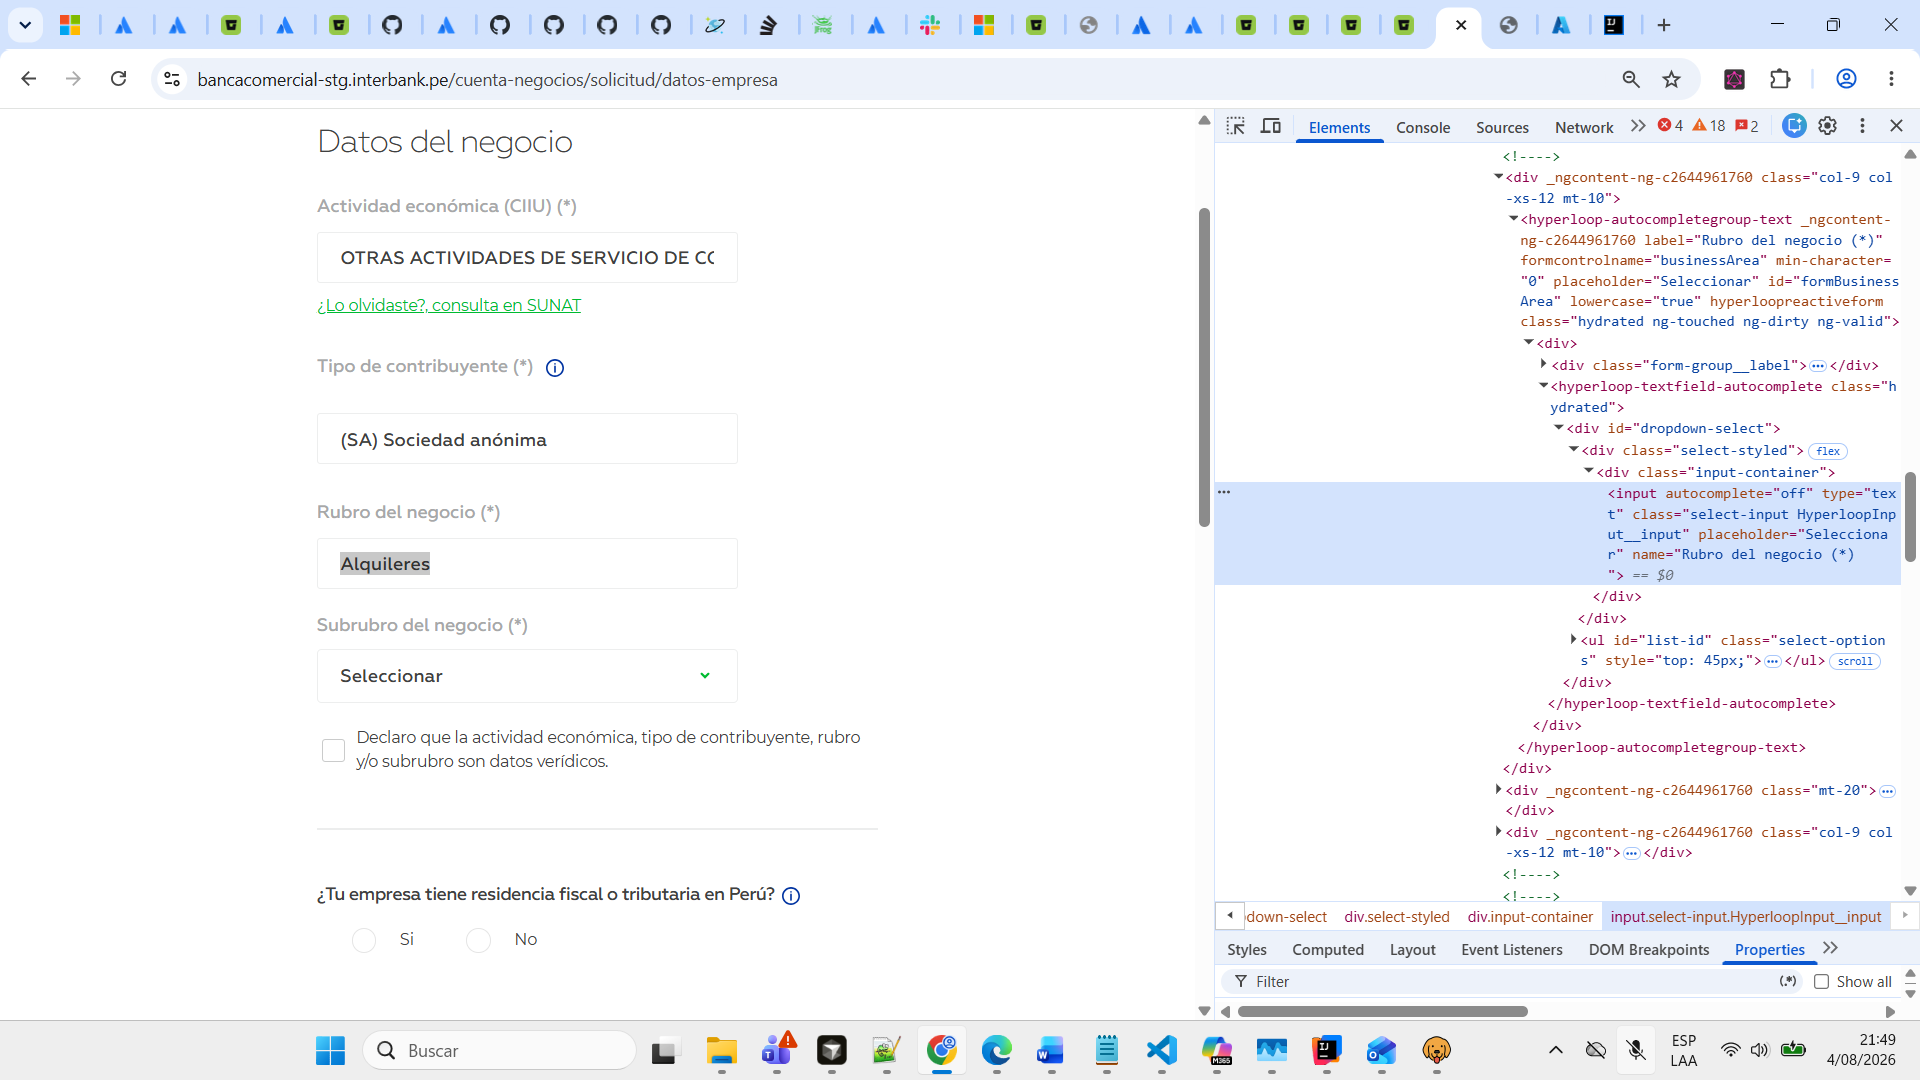 bancacomercial-stg.interbank.pe/cuenta-negocios/solicitud/datos-empresa
Datos del negocio
Actividad económica (CIIU) (*)
OTRAS ACTIVIDADES DE SERVICIO DE CO
¿Lo olvidaste?, consulta en SUNAT
Tipo de contribuyente (*)
(SA) Sociedad anónima
Rubro del negocio (*)
Alquileres
Subrubro del negocio (*)
Seleccionar
Declaro que la actividad económica, tipo de contribuyente, rubro
y/o subrubro son datos verídicos.
¿Tu empresa tiene residencia fiscal o tributaria en Perú?
Si No
Elements Console Sources Network 4 18 2
<!---->
<div _ngcontent-ng-c2644961760 class="col-9 col
-xs-12 mt-10">
<hyperloop-autocompletegroup-text _ngcontent-
ng-c2644961760 label="Rubro del negocio (*)"
formcontrolname="businessArea" min-character=
"0" placeholder="Seleccionar" id="formBusiness
Area" lowercase="true" hyperloopreactiveform
class="hydrated ng-touched ng-dirty ng-valid">
<div>
<div class="form-group__label">…</div>
<hyperloop-textfield-autocomplete class="h
ydrated">
<div id="dropdown-select">
<div class="select-styled"> flex
<div class="input-container">
<input autocomplete="off" type="tex
t" class="select-input HyperloopInp
ut__input" placeholder="Selecciona
r" name="Rubro del negocio (*)
"> == $0
</div>
</div>
<ul id="list-id" class="select-option
s" style="top: 45px;">…</ul> scroll
</div>
</hyperloop-textfield-autocomplete>
</div>
</hyperloop-autocompletegroup-text>
</div>
<div _ngcontent-ng-c2644961760 class="mt-20">…
</div>
<div _ngcontent-ng-c2644961760 class="col-9 col
-xs-12 mt-10">…</div>
<!---->
<!---->
down-select div.select-styled div.input-container input.select-input.HyperloopInput__input
Styles Computed Layout Event Listeners DOM Breakpoints Properties
Filter (.*) Show all
Buscar
ESP
LAA
21:49
4/08/2026